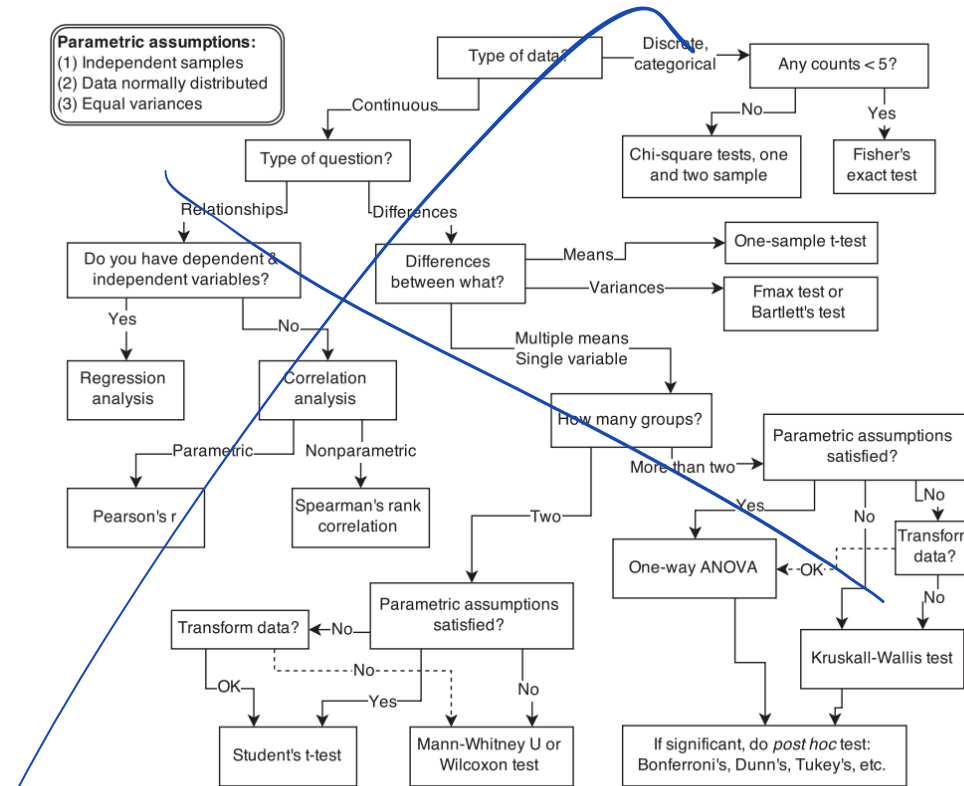 Parametric assumptions:
(1) Independent samples
(2) Data normally distributed
(3) Equal variances
Type of data?
Discrete,
categorical
Any counts < 5?
Continuous
No
Yes
Type of question?
Chi-square tests, one
and two sample
Fisher's
exact test
Relationships
Differences
Do you have dependent &
independent variables?
Differences
between what?
Means
One-sample t-test
Variances
Fmax test or
Bartlett's test
Yes
No
Multiple means
Single variable
Regression
analysis
Correlation
analysis
How many groups?
Parametric assumptions
satisfied?
Parametric
Nonparametric
More than two
Yes
No
No
Pearson's r
Spearman's rank
correlation
Two
Transform
data?
One-way ANOVA
OK
No
Parametric assumptions
satisfied?
Transform data?
No
Kruskall-Wallis test
No
OK
Yes
No
Student's t-test
Mann-Whitney U or
Wilcoxon test
If significant, do post hoc test:
Bonferroni's, Dunn's, Tukey's, etc.